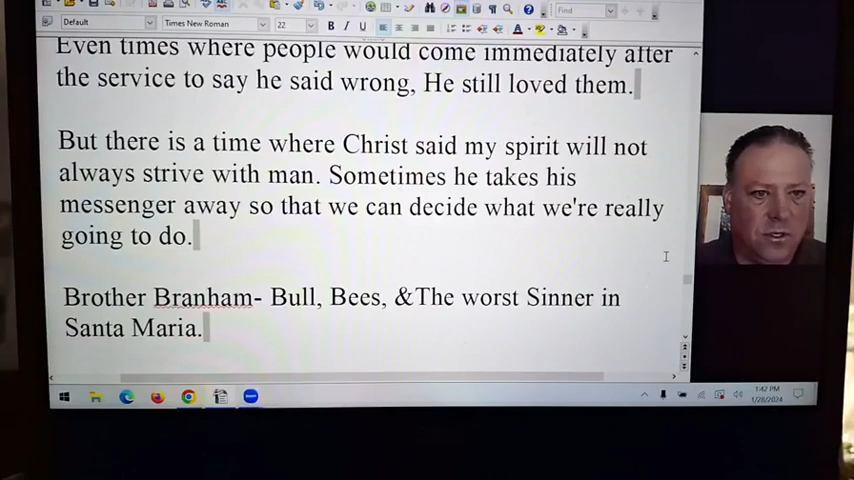 Default
Times New Roman
22
Find
Even times where people would come immediately after
the service to say he said wrong, He still loved them.
But there is a time where Christ said my spirit will not
always strive with man. Sometimes he takes his
messenger away so that we can decide what we're really
going to do.
Brother Branham- Bull, Bees, &The worst Sinner in
Santa Maria.
1:42 PM
1/28/2024